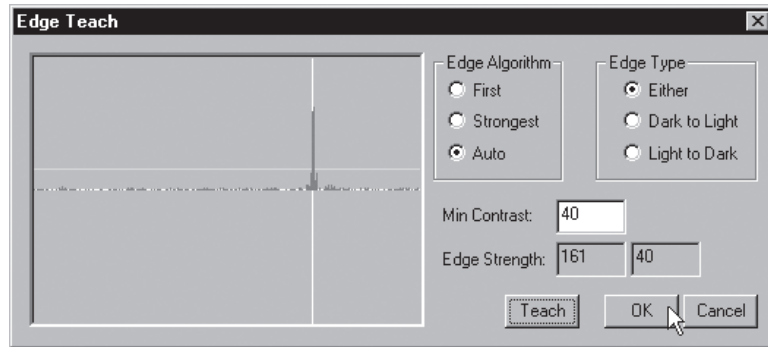 Edge Teach
Edge Algorithm
First
Strongest
Auto
Edge Type
Either
Dark to Light
Light to Dark
Min Contrast: 40
Edge Strength: 161 40
Teach OK Cancel